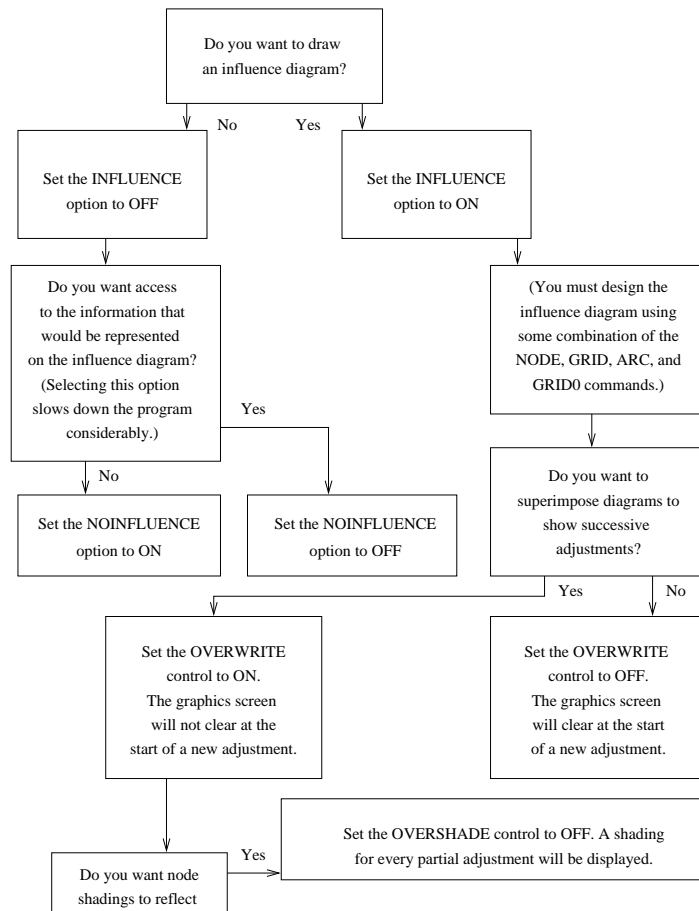 Do you want to draw
an influence diagram?
No
Yes
Set the INFLUENCE
option to OFF
Set the INFLUENCE
option to ON
Do you want access
to the information that
would be represented
on the influence diagram?
(Selecting this option
slows down the program
considerably.)
Yes
No
(You must design the
influence diagram using
some combination of the
NODE, GRID, ARC, and
GRID0 commands.)
Set the NOINFLUENCE
option to ON
Set the NOINFLUENCE
option to OFF
Do you want to
superimpose diagrams to
show successive
adjustments?
Yes
No
Set the OVERWRITE
control to ON.
The graphics screen
will not clear at the
start of a new adjustment.
Set the OVERWRITE
control to OFF.
The graphics screen
will clear at the start
of a new adjustment.
Do you want node
shadings to reflect
Yes
Set the OVERSHADE control to OFF. A shading
for every partial adjustment will be displayed.